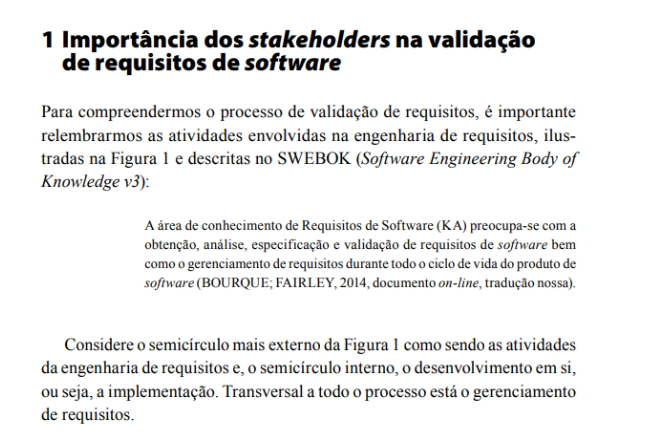 1 Importância dos stakeholders na validação
de requisitos de software
Para compreendermos o processo de validação de requisitos, é importante
relembrarmos as atividades envolvidas na engenharia de requisitos, ilus-
tradas na Figura 1 e descritas no SWEBOK (Software Engineering Body of
Knowledge v3):
A área de conhecimento de Requisitos de Software (KA) preocupa-se com a
obtenção, análise, especificação e validação de requisitos de software bem
como o gerenciamento de requisitos durante todo o ciclo de vida do produto de
software (BOURQUE; FAIRLEY, 2014, documento on-line, tradução nossa).
Considere o semicírculo mais externo da Figura 1 como sendo as atividades
da engenharia de requisitos e, o semicírculo interno, o desenvolvimento em si,
ou seja, a implementação. Transversal a todo o processo está o gerenciamento
de requisitos.